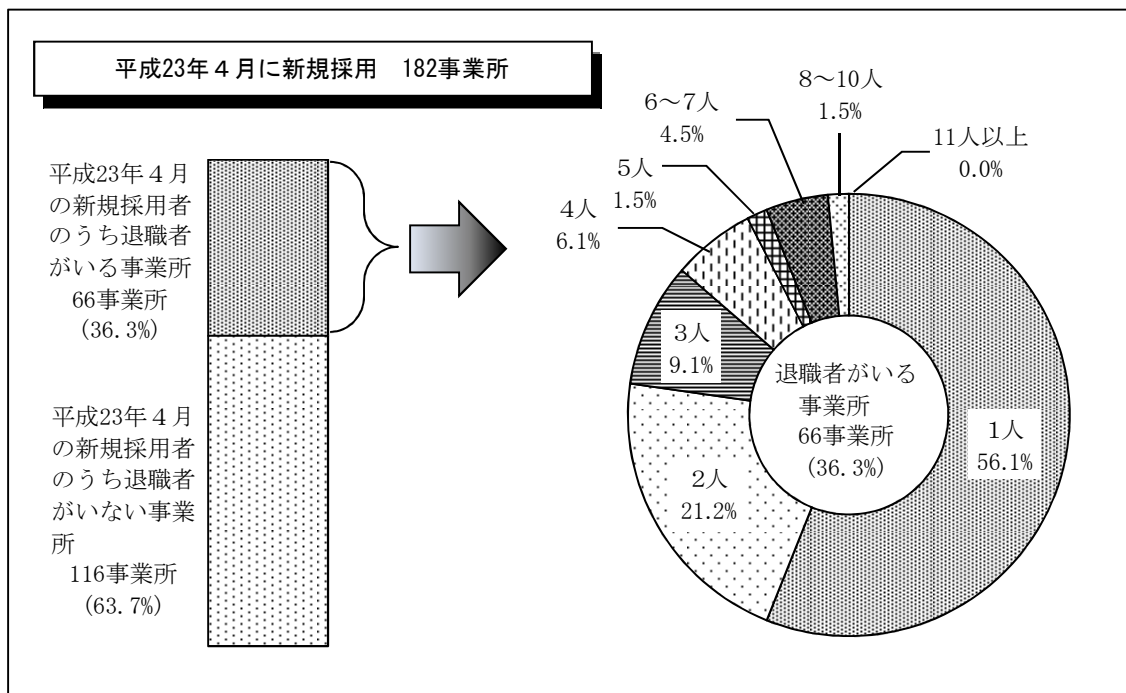 平成23年４月に新規採用　182事業所
平成23年４月
の新規採用者
のうち退職者
がいる事業所
66事業所
(36.3%)
平成23年４月
の新規採用者
のうち退職者
がいない事業
所
116事業所
(63.7%)
8～10人
1.5%
6～7人
4.5%
11人以上
0.0%
5人
1.5%
4人
6.1%
3人
9.1%
2人
21.2%
1人
56.1%
退職者がいる
事業所
66事業所
(36.3%)